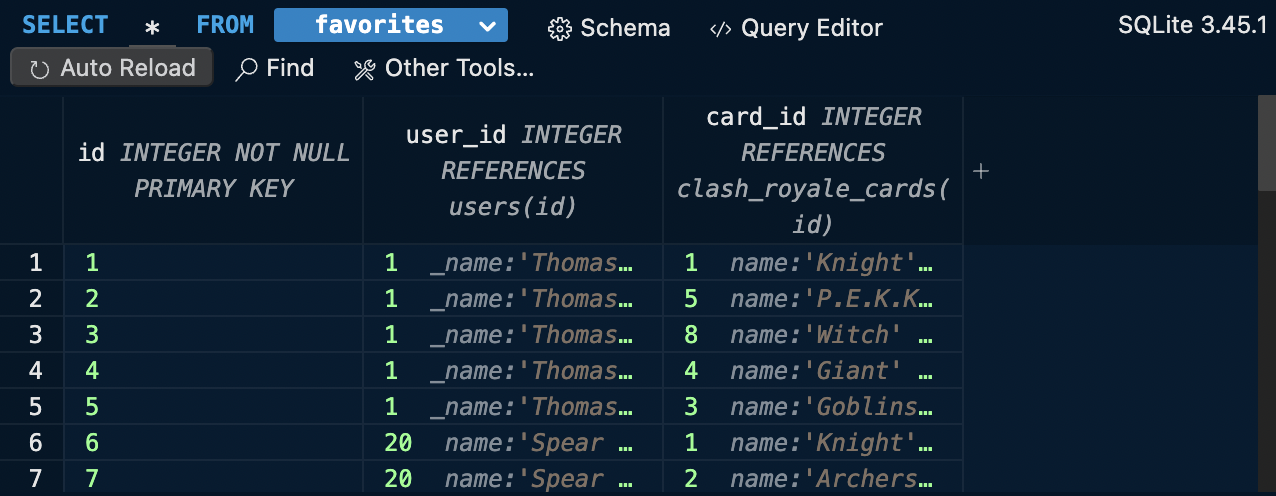 SELECT * FROM favorites Schema </> Query Editor SQLite 3.45.1
Auto Reload Find Other Tools...
id INTEGER NOT NULL PRIMARY KEY
user_id INTEGER REFERENCES users(id)
card_id INTEGER REFERENCES clash_royale_cards(id)
+
1 1 1 _name:'Thomas… 1 name:'Knight'…
2 2 1 _name:'Thomas… 5 name:'P.E.K.K…
3 3 1 _name:'Thomas… 8 name:'Witch' …
4 4 1 _name:'Thomas… 4 name:'Giant' …
5 5 1 _name:'Thomas… 3 name:'Goblins…
6 6 20 name:'Spear … 1 name:'Knight'…
7 7 20 name:'Spear … 2 name:'Archers…